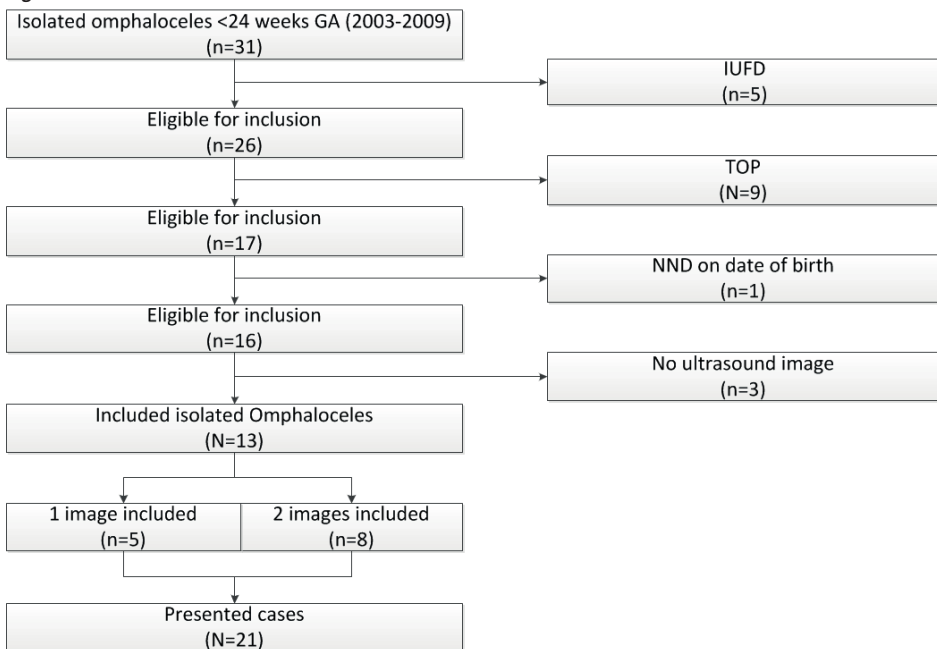 Isolated omphaloceles <24 weeks GA (2003-2009)
(n=31)
IUFD
(n=5)
Eligible for inclusion
(n=26)
TOP
(N=9)
Eligible for inclusion
(n=17)
NND on date of birth
(n=1)
Eligible for inclusion
(n=16)
No ultrasound image
(n=3)
Included isolated Omphaloceles
(N=13)
1 image included
(n=5)
2 images included
(n=8)
Presented cases
(N=21)